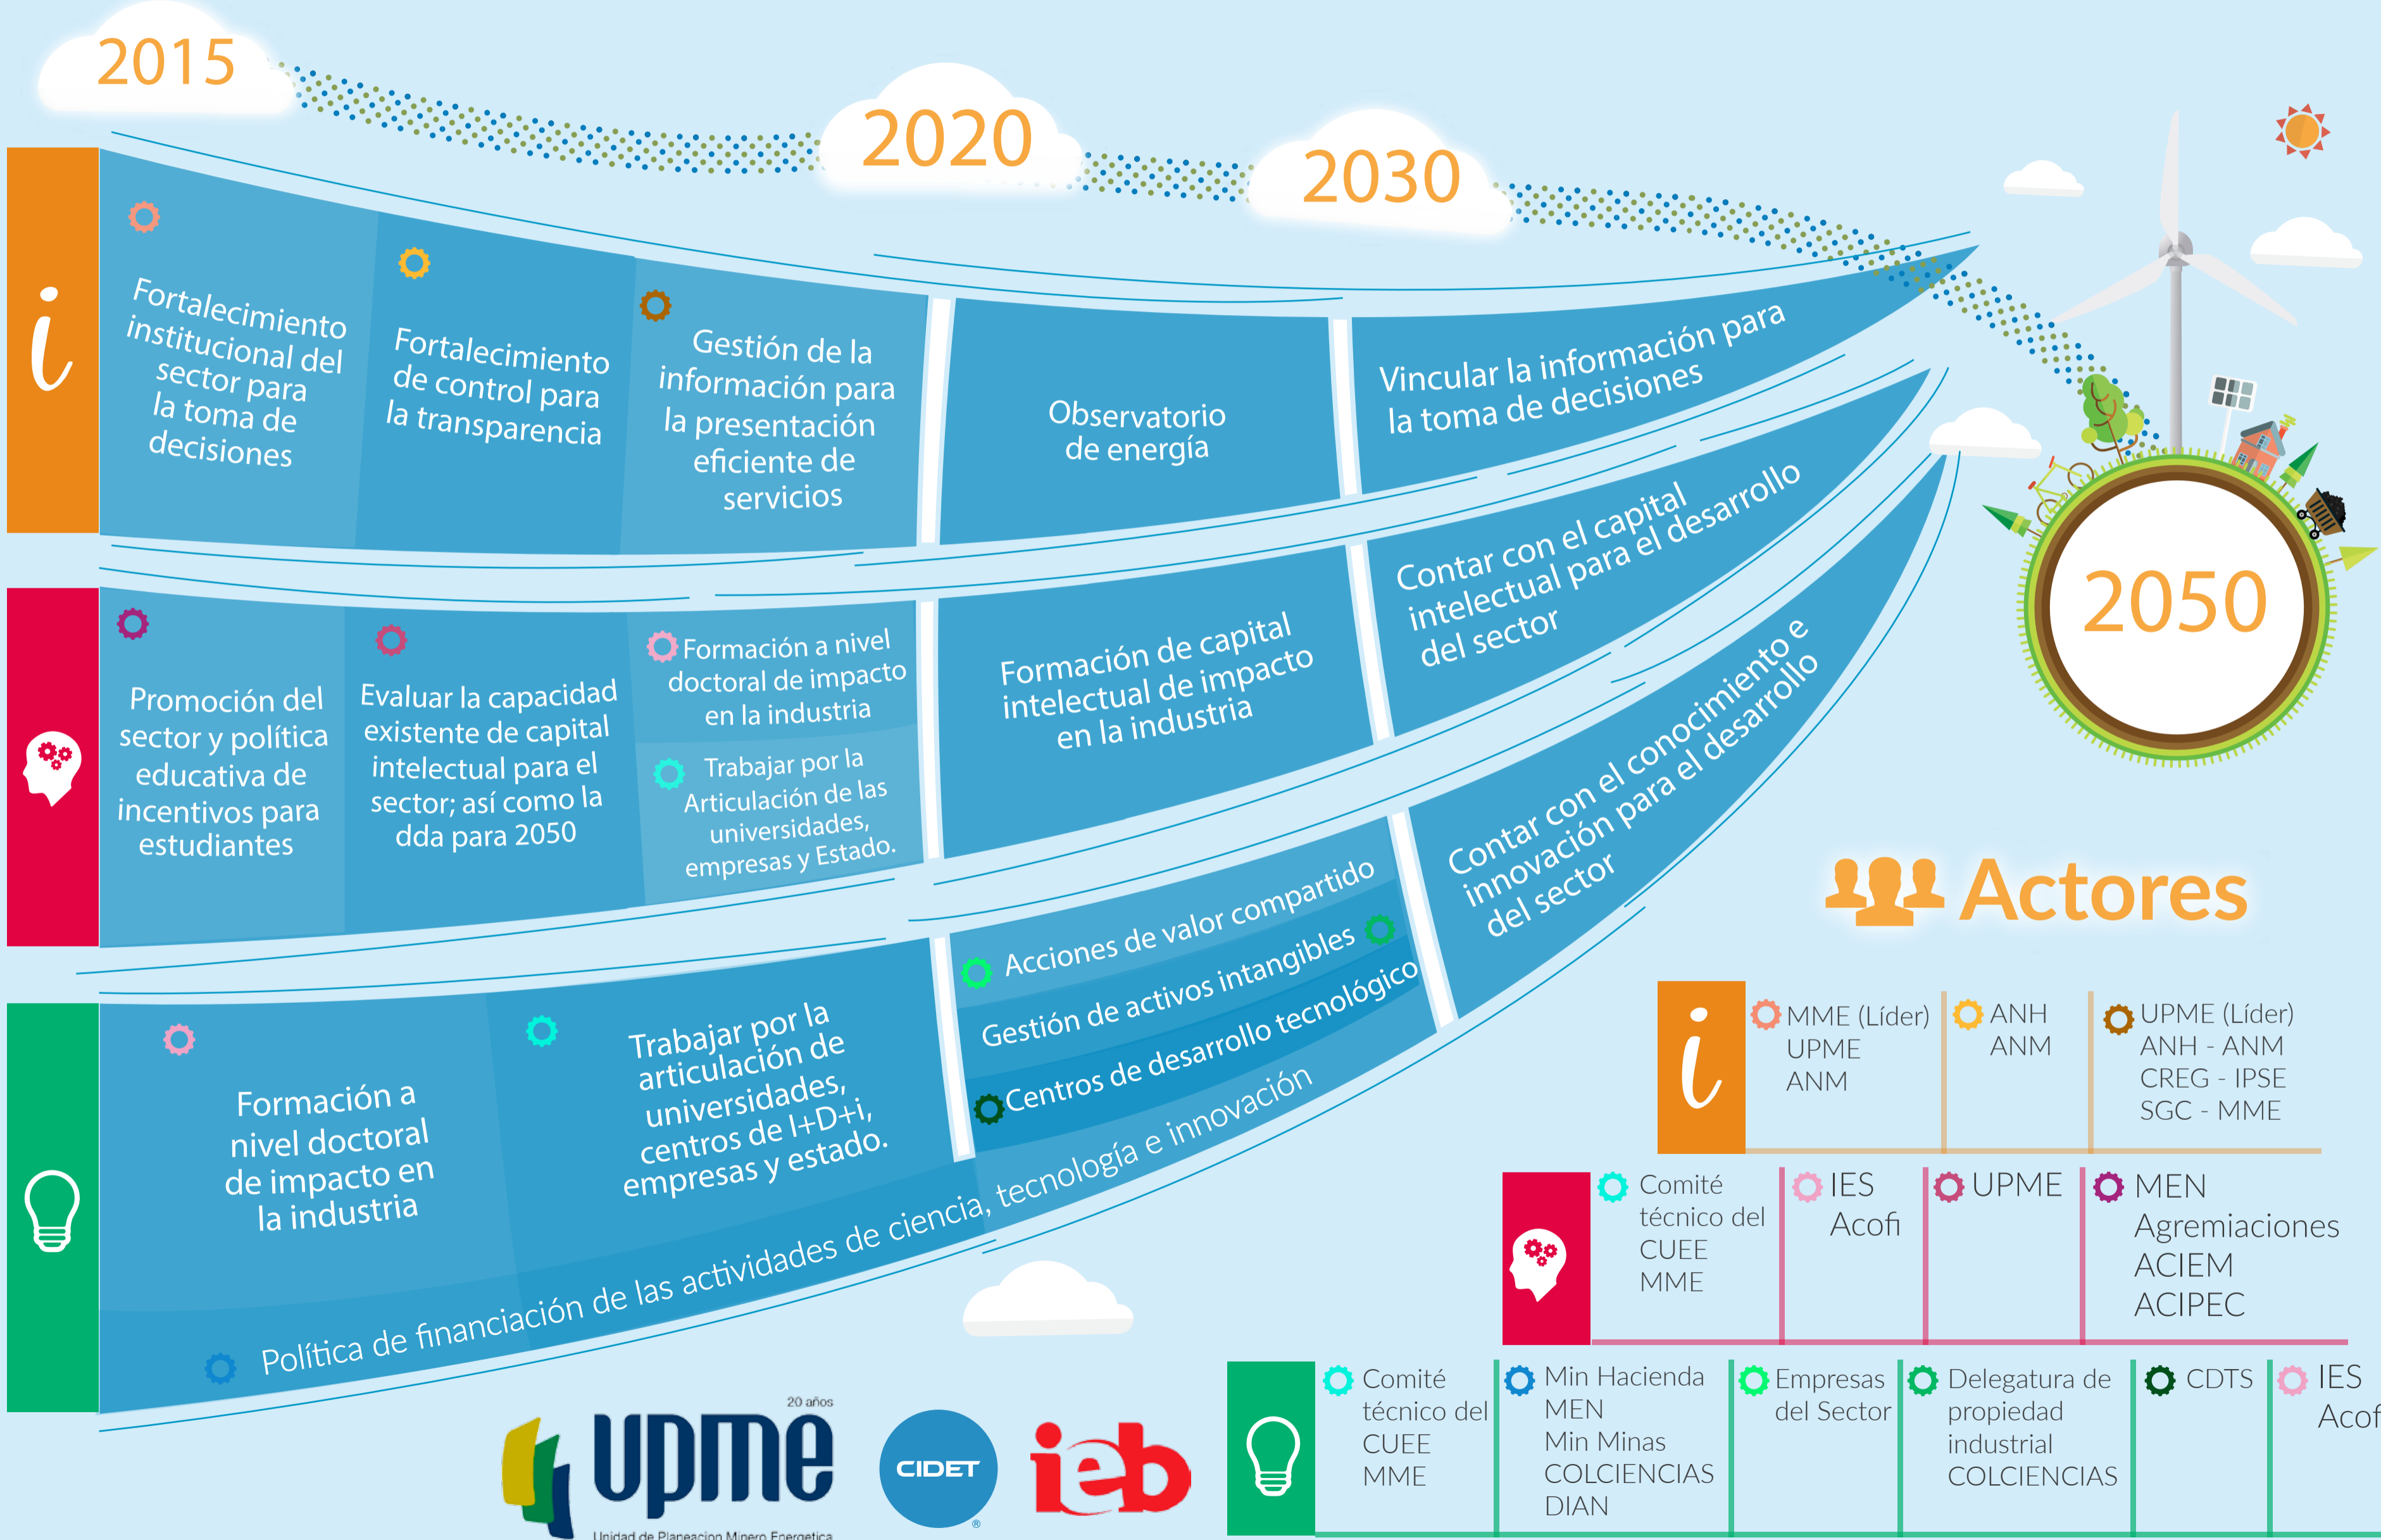 2015
2020
2030
2050
i
Fortalecimiento
institucional del
sector para
la toma de
decisiones
Fortalecimiento
de control para
la transparencia
Gestión de la
información para
la presentación
eficiente de
servicios
Observatorio
de energía
Vincular la información para
la toma de decisiones
Promoción del
sector y política
educativa de
incentivos para
estudiantes
Evaluar la capacidad
existente de capital
intelectual para el
sector; así como la
dda para 2050
Formación a nivel
doctoral de impacto
en la industria
Trabajar por la
Articulación de las
universidades,
empresas y Estado.
Formación de capital
intelectual de impacto
en la industria
Contar con el capital
intelectual para el desarrollo
del sector
Formación a
nivel doctoral
de impacto en
la industria
Trabajar por la
articulación de
universidades,
centros de I+D+i,
empresas y estado.
Acciones de valor compartido
Gestión de activos intangibles
Centros de desarrollo tecnológico
Política de financiación de las actividades de ciencia, tecnología e innovación
Contar con el conocimiento e
innovación para el desarrollo
del sector
Actores
i
MME (Líder)
UPME
ANM
ANH
ANM
UPME (Líder)
ANH - ANM
CREG - IPSE
SGC - MME
Comité
técnico del
CUEE
MME
IES
Acofi
UPME
MEN
Agremiaciones
ACIEM
ACIPEC
Comité
técnico del
CUEE
MME
Min Hacienda
MEN
Min Minas
COLCIENCIAS
DIAN
Empresas
del Sector
Delegatura de
propiedad
industrial
COLCIENCIAS
CDTS
IES
Acof
20 años
upme
Unidad de Planeacion Minero Energetica
CIDET
®
ieb